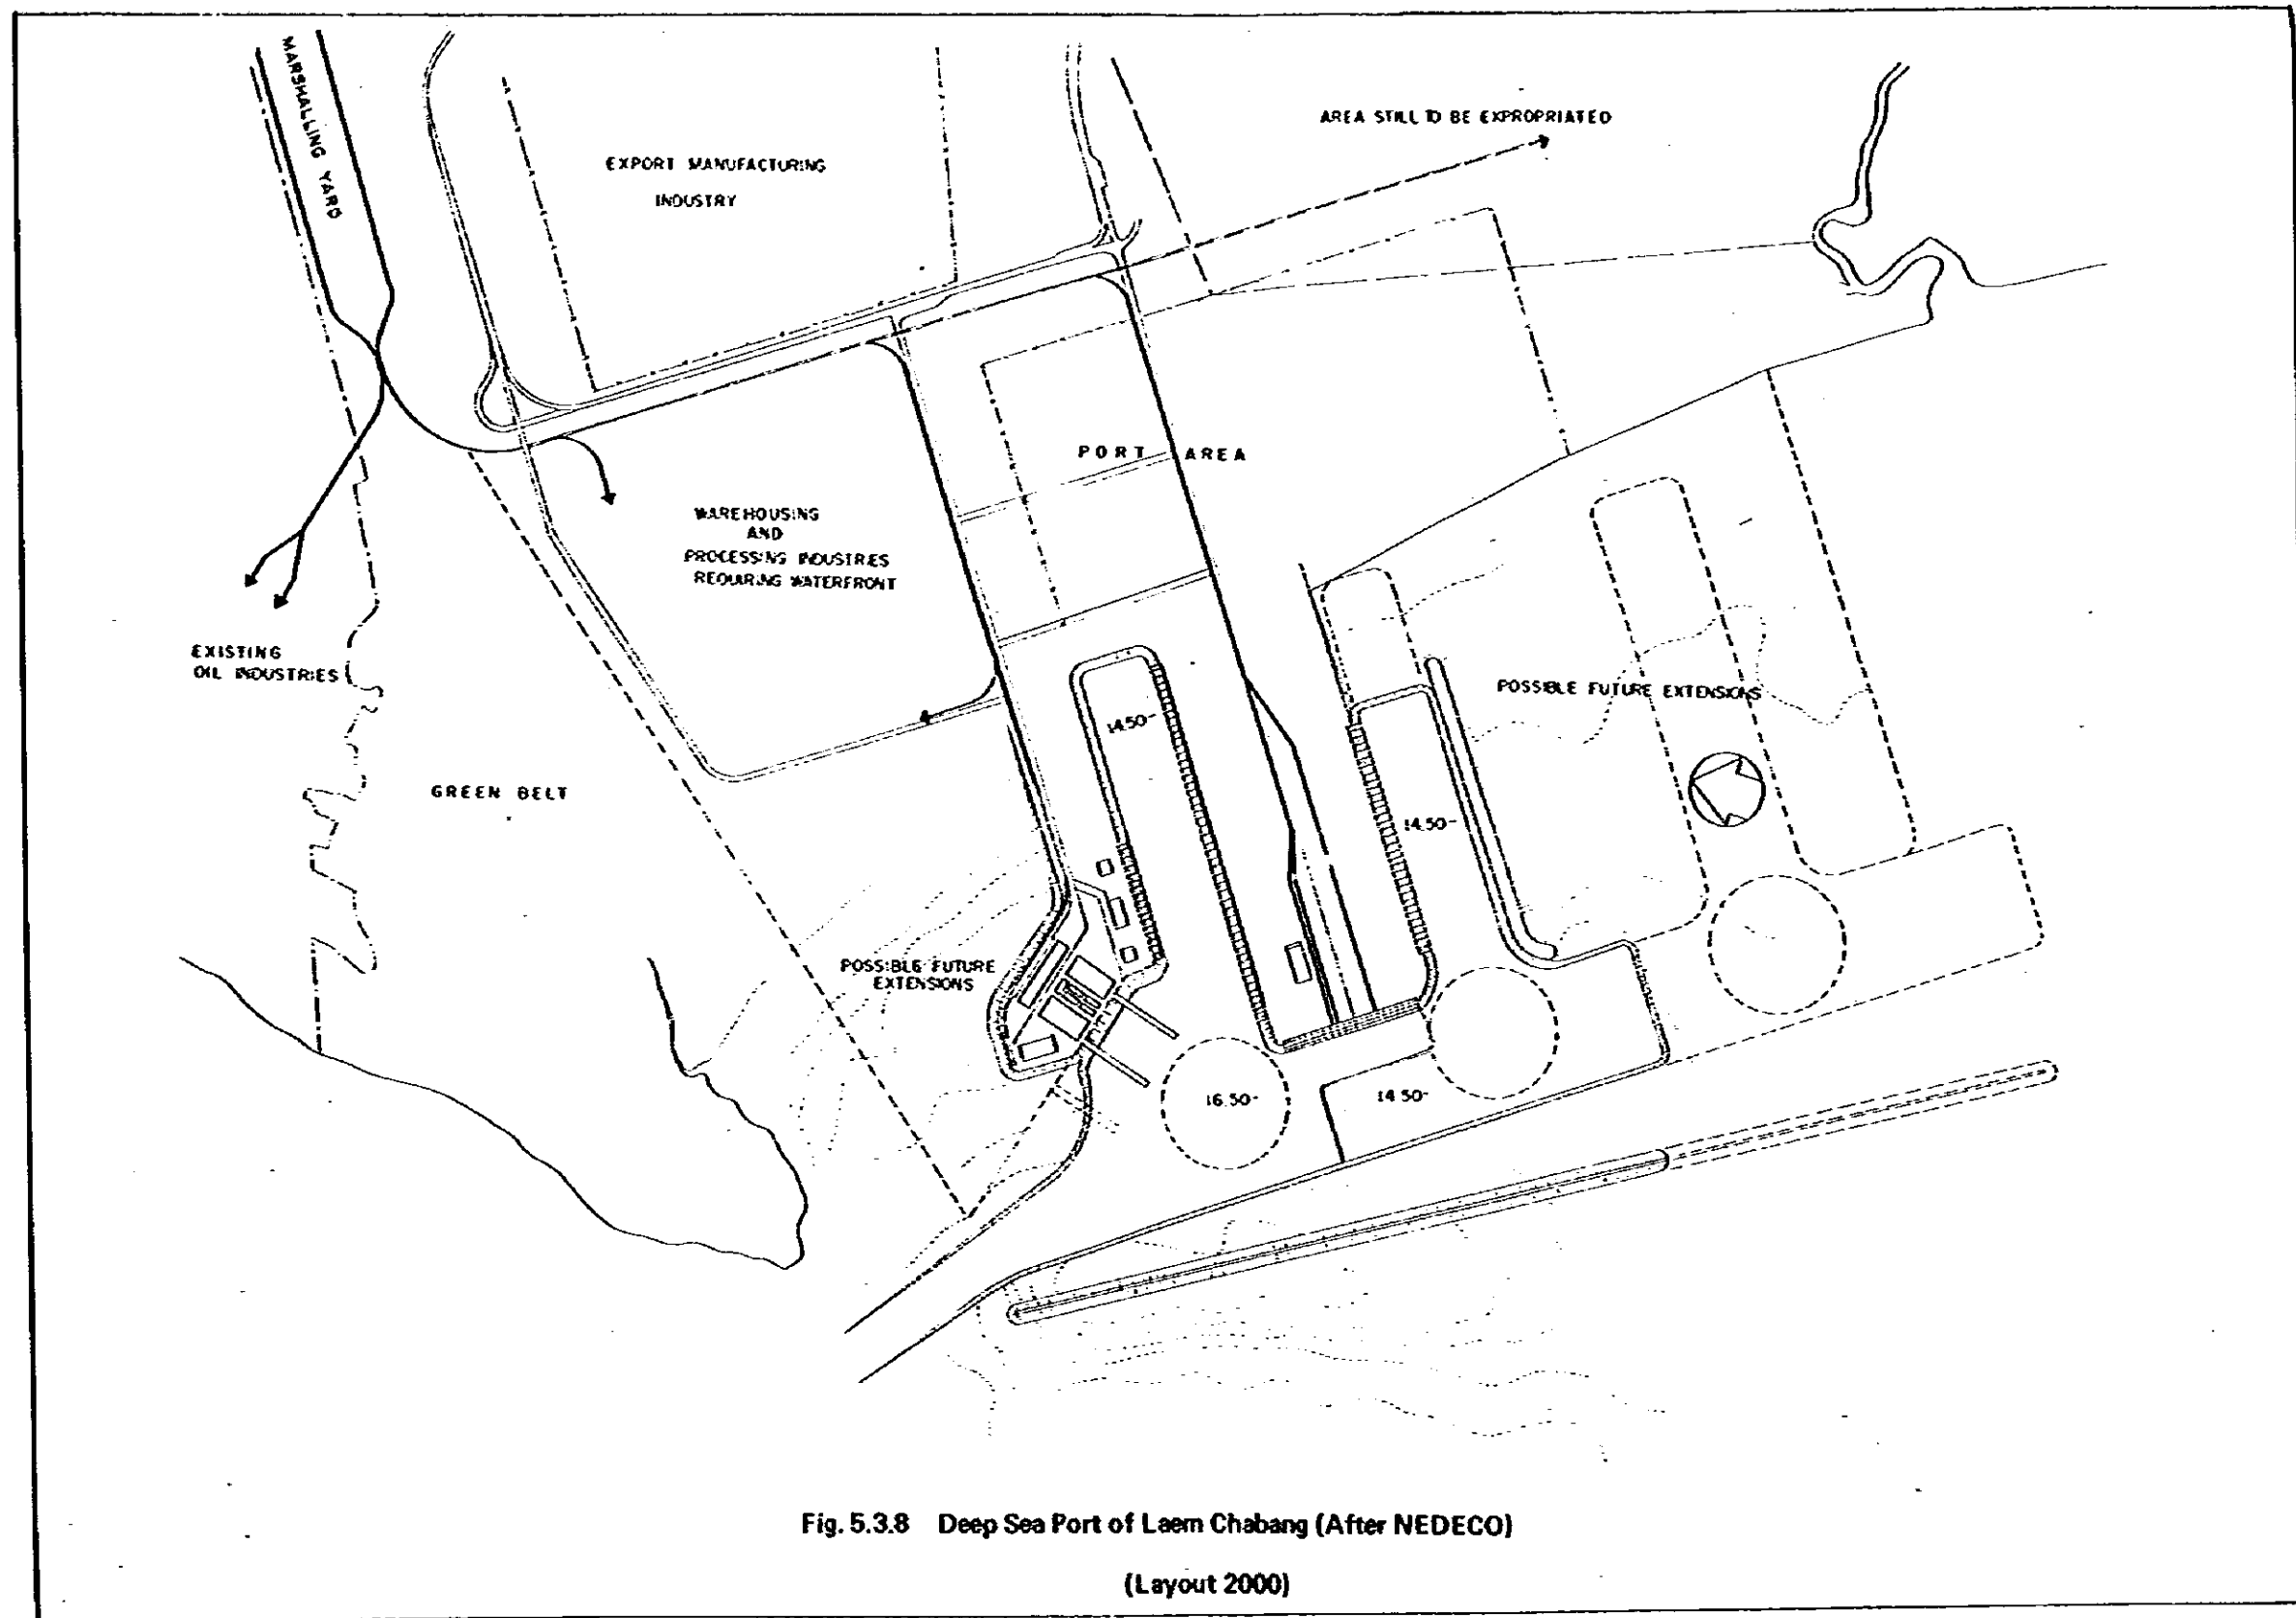 MARSHALLING YARD
AREA STILL TO BE EXPROPRIATED
EXPORT MANUFACTURING
INDUSTRY
PORT AREA
WAREHOUSING
AND
PROCESSING INDUSTRIES
REQUIRING WATERFRONT
EXISTING
OIL INDUSTRIES
POSSIBLE FUTURE EXTENSIONS
14.50-
GREEN BELT
14.50-
POSSIBLE FUTURE
EXTENSIONS
16.50-
14.50-
Fig. 5.3.8 Deep Sea Port of Laem Chabang (After NEDECO)
(Layout 2000)